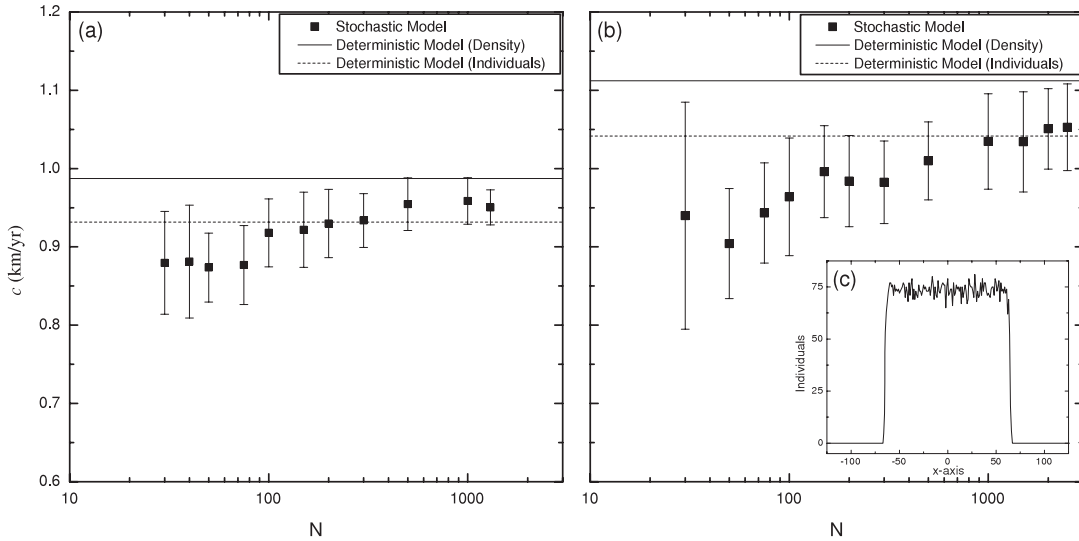 (a)
Stochastic Model
Deterministic Model (Density)
Deterministic Model (Individuals)
1.2
1.1
1.0
0.9
0.8
0.7
0.6
c (km/yr)
10
100
1000
N
(b)
Stochastic Model
Deterministic Model (Density)
Deterministic Model (Individuals)
10
100
1000
N
(c)
75
50
25
0
Individuals
-100
-50
0
50
100
x-axis